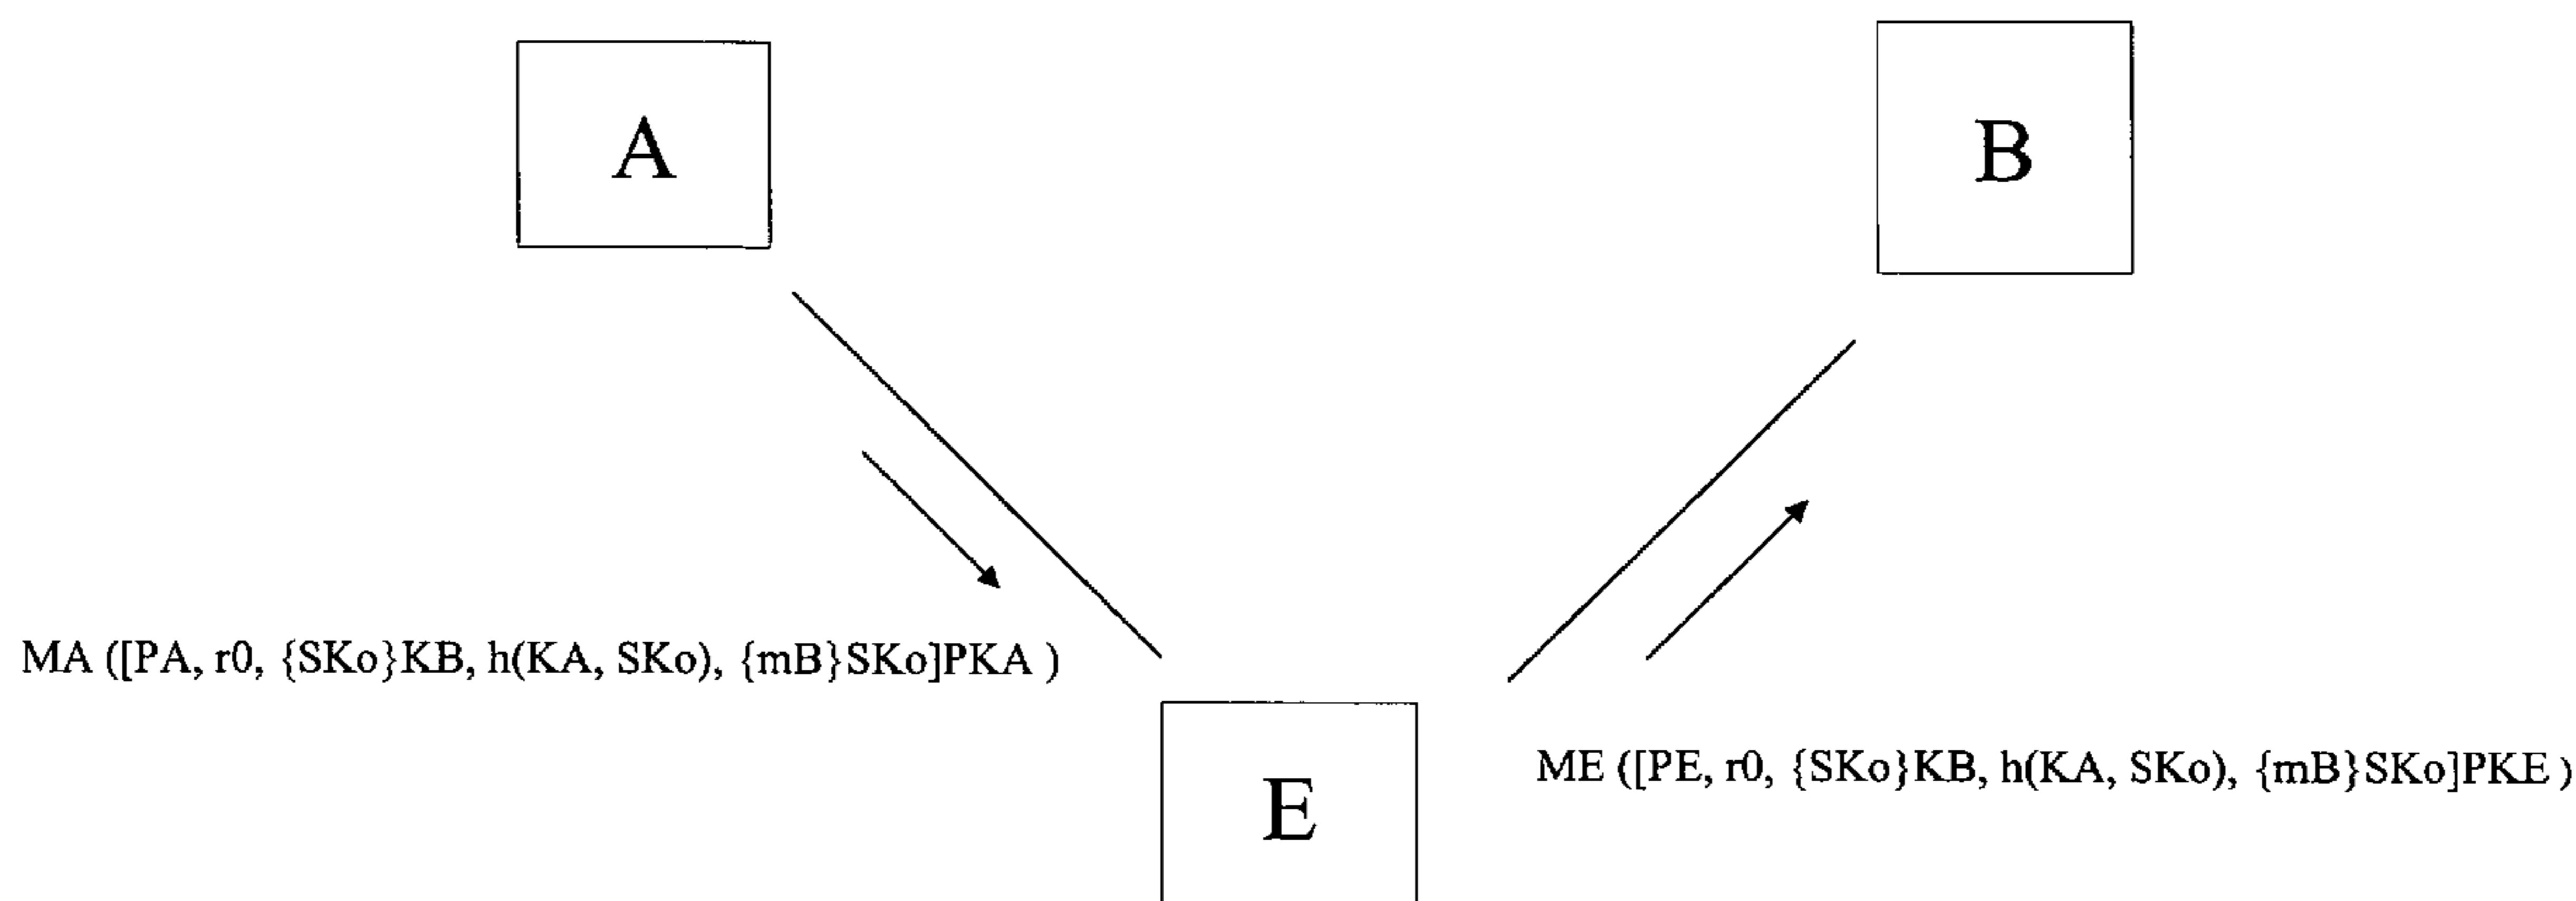 A
B
MA ([PA, r0, {SKo}KB, h(KA, SKo), {mB}SKo]PKA )
ME ([PE, r0, {SKo}KB, h(KA, SKo), {mB}SKo]PKE )
E